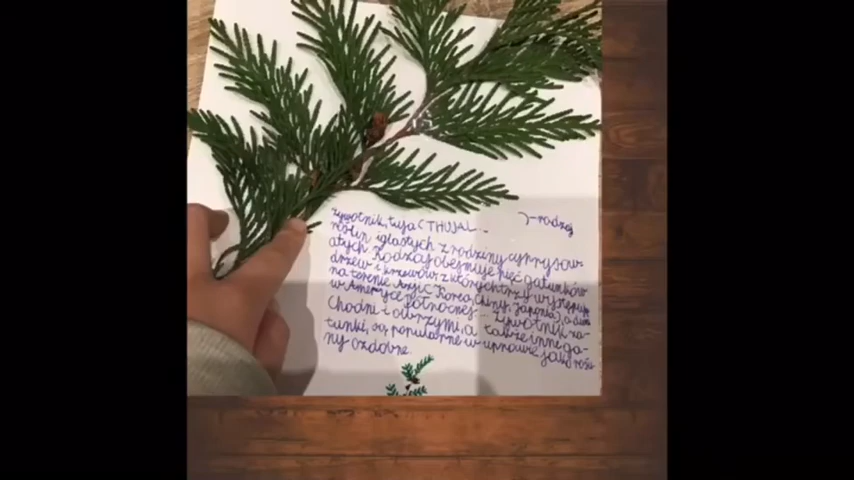 żywotnik, tuja (THUJA L. -rodzaj
roślin iglastych z rodziny cyprysow-
atych. Rodzaj obejmuje pięć gatunków
drzew i krzewów, z których trzy występują
na terenie Azji (Korea, Chiny, Japonia), a dwa
w Ameryce północnej. Żywotnik za-
chodni i olbrzymi, a także inne ga-
tunki, są popularne w uprawie jako rośli
ny ozdobne.